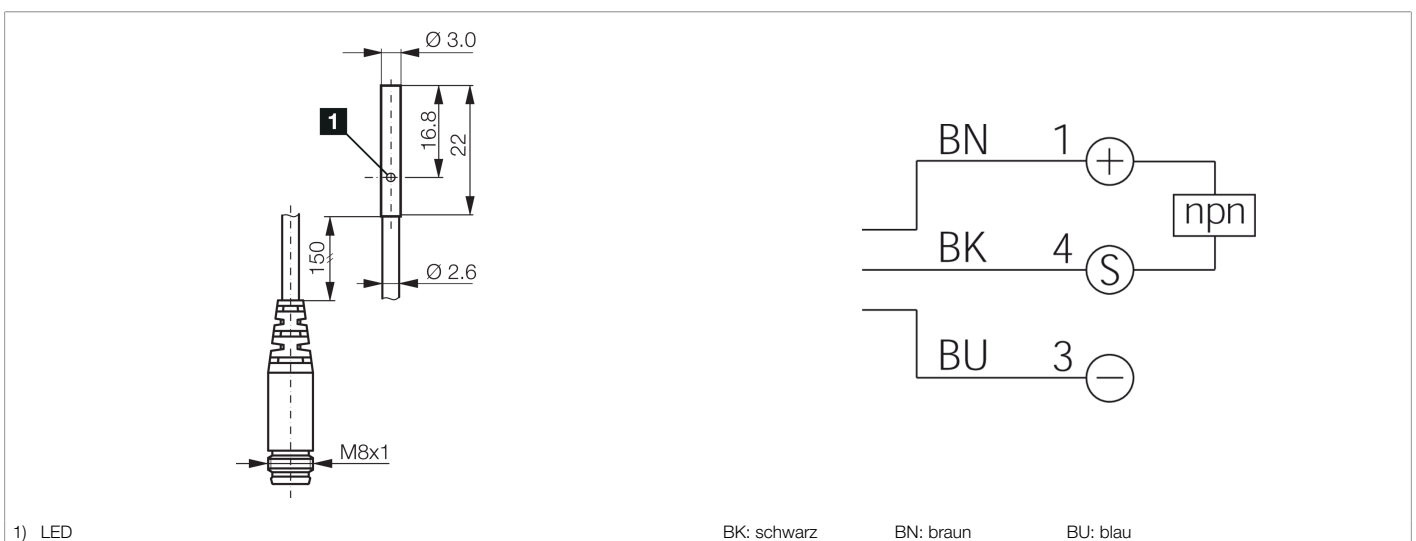 Ø 3.0
1
16.8
22
150
Ø 2.6
M8x1
BN 1 +
npn
BK 4 S
BU 3 −
1) LED
BK: schwarz BN: braun BU: blau